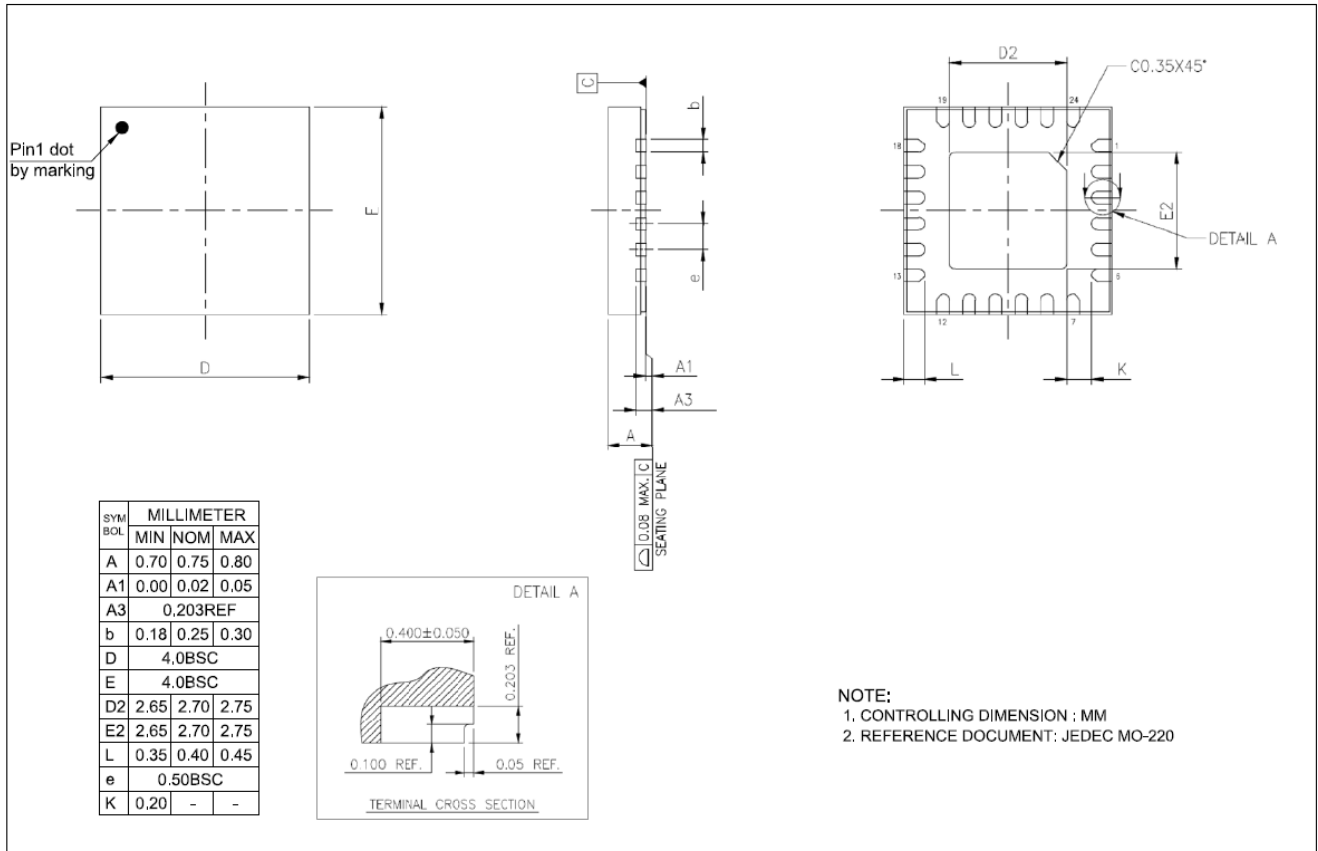 Pin1 dot
by marking
D
E
C
b
e
A1
A3
A
0.08 MAX. C
SEATING PLANE
D2
C0.35X45°
19
24
18
1
E2
DETAIL A
13
6
12
7
L
K
SYM
BOL
MILLIMETER
MIN NOM MAX
A 0.70 0.75 0.80
A1 0.00 0.02 0.05
A3 0,203REF
b 0.18 0.25 0.30
D 4,0BSC
E 4.0BSC
D2 2.65 2.70 2.75
E2 2.65 2.70 2.75
L 0.35 0.40 0.45
e 0.50BSC
K 0,20 - -
DETAIL A
0.400±0.050
0.203 REF.
0.100 REF.
0.05 REF.
TERMINAL CROSS SECTION
NOTE:
1. CONTROLLING DIMENSION : MM
2. REFERENCE DOCUMENT: JEDEC MO-220